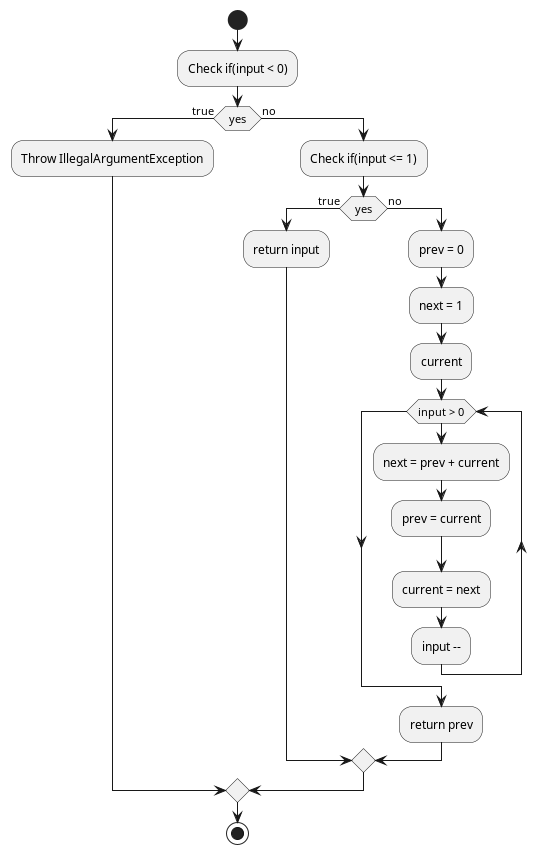 Check if(input < 0)
true
yes
no
Throw IllegalArgumentException
Check if(input <= 1)
true
yes
no
return input
prev = 0
next = 1
current
input > 0
next = prev + current
prev = current
current = next
input --
return prev